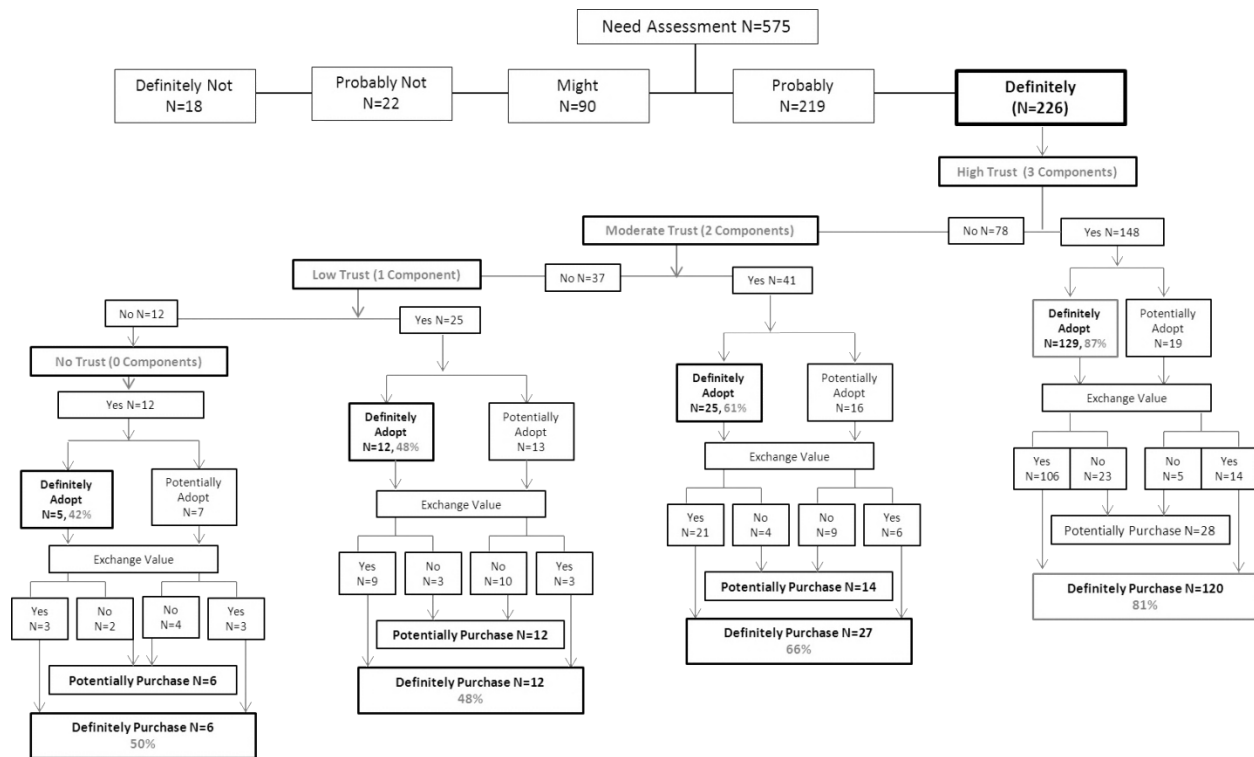 Need Assessment N=575
Definitely Not
N=18
Probably Not
N=22
Might
N=90
Probably
N=219
Definitely
(N=226)
High Trust (3 Components)
Moderate Trust (2 Components)
No N=78
Yes N=148
Low Trust (1 Component)
No N=37
Yes N=41
No N=12
Yes N=25
Definitely
Adopt
N=129, 87%
Potentially
Adopt
N=19
No Trust (0 Components)
Yes N=12
Definitely
Adopt
N=25, 61%
Potentially
Adopt
N=16
Exchange Value
Definitely
Adopt
N=12, 48%
Potentially
Adopt
N=13
Exchange Value
Yes
N=106
No
N=23
No
N=5
Yes
N=14
Definitely
Adopt
N=5, 42%
Potentially
Adopt
N=7
Exchange Value
Yes
N=21
No
N=4
No
N=9
Yes
N=6
Potentially Purchase N=28
Exchange Value
Yes
N=9
No
N=3
No
N=10
Yes
N=3
Potentially Purchase N=14
Definitely Purchase N=120
81%
Yes
N=3
No
N=2
No
N=4
Yes
N=3
Potentially Purchase N=12
Definitely Purchase N=27
66%
Potentially Purchase N=6
Definitely Purchase N=12
48%
Definitely Purchase N=6
50%